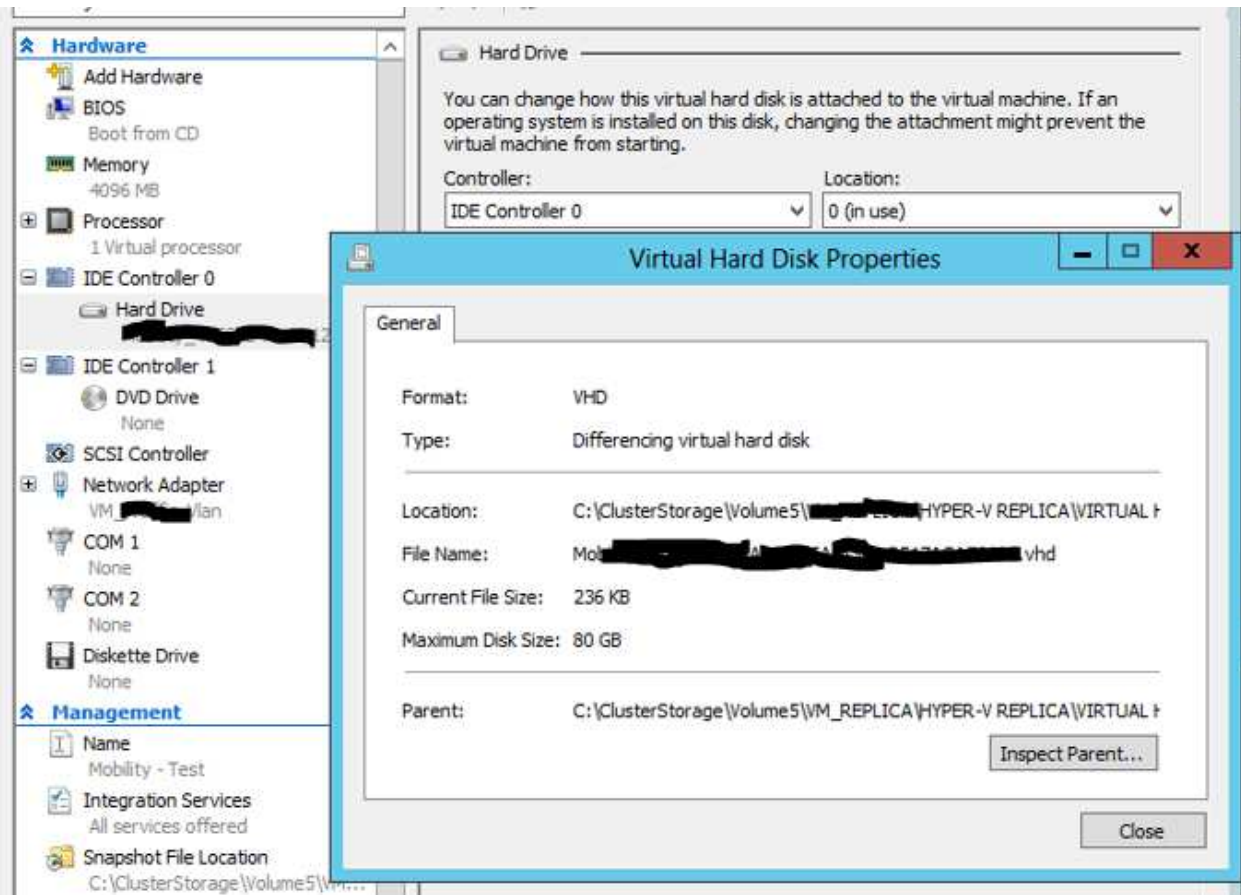 Hardware
Add Hardware
BIOS
Boot from CD
Memory
4096 MB
Processor
1 Virtual processor
IDE Controller 0
Hard Drive
IDE Controller 1
DVD Drive
None
SCSI Controller
Network Adapter
VM_ Vlan
COM 1
None
COM 2
None
Diskette Drive
None
Management
Name
Mobility - Test
Integration Services
All services offered
Snapshot File Location
C:\ClusterStorage\Volume5\VM...
Hard Drive
You can change how this virtual hard disk is attached to the virtual machine. If an
operating system is installed on this disk, changing the attachment might prevent the
virtual machine from starting.
Controller: Location:
IDE Controller 0 0 (in use)
Virtual Hard Disk Properties
General
Format: VHD
Type: Differencing virtual hard disk
Location: C:\ClusterStorage\Volume5\ HYPER-V REPLICA\VIRTUAL H
File Name: Mob .vhd
Current File Size: 236 KB
Maximum Disk Size: 80 GB
Parent: C:\ClusterStorage\Volume5\VM_REPLICA\HYPER-V REPLICA\VIRTUAL H
Inspect Parent...
Close